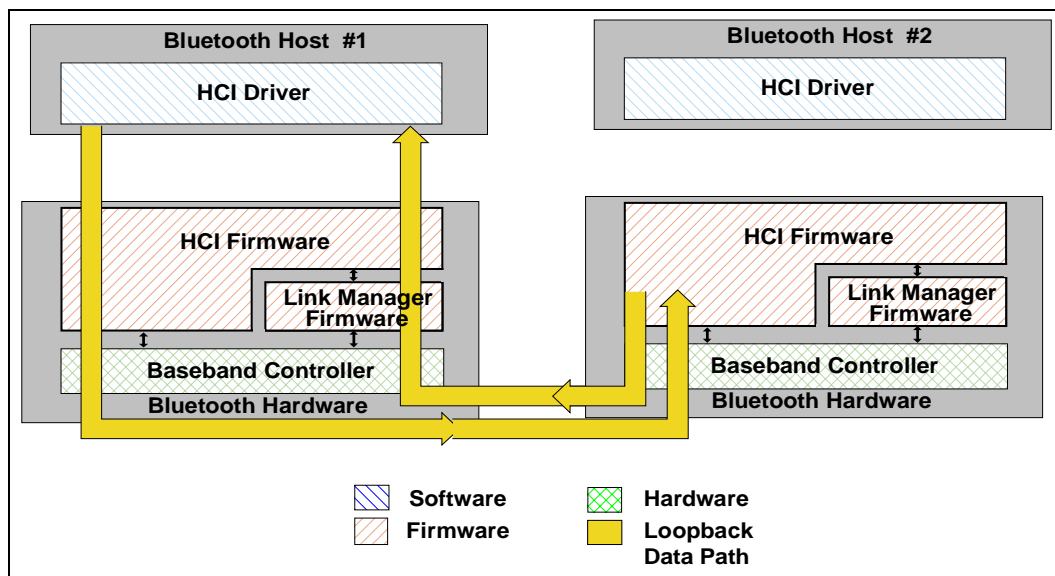 Bluetooth Host #1
HCI Driver
Bluetooth Host #2
HCI Driver
HCI Firmware
Link Manager
Firmware
Baseband Controller
Bluetooth Hardware
HCI Firmware
Link Manager
Firmware
Baseband Controller
Bluetooth Hardware
Software
Firmware
Hardware
Loopback
Data Path